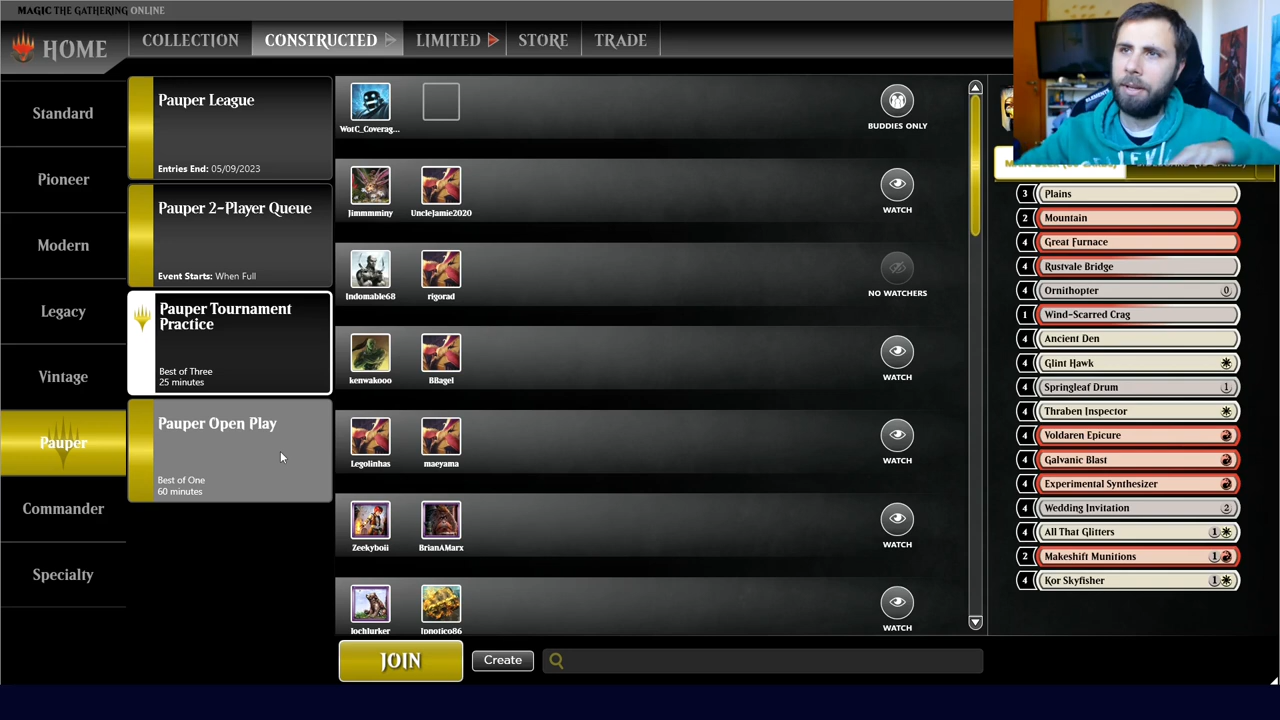 MAGIC THE GATHERING ONLINE
HOME
COLLECTION
CONSTRUCTED
LIMITED
STORE
TRADE
Standard
Pioneer
Modern
Legacy
Vintage
Pauper
Commander
Specialty
Pauper League
Entries End: 05/09/2023
Pauper 2-Player Queue
Event Starts: When Full
Pauper Tournament
Practice
Best of Three
25 minutes
Pauper Open Play
Best of One
60 minutes
WotC_Coverag...
BUDDIES ONLY
Jimmmminy
UncleJamie2020
WATCH
Indomable68
rigorad
NO WATCHERS
kenwakooo
BBagel
WATCH
Legolinhas
maeyama
WATCH
Zeekyboii
BrianAMarx
WATCH
lochlurker
Ipnotico86
WATCH
JOIN
Create
3 Plains
2 Mountain
4 Great Furnace
4 Rustvale Bridge
4 Ornithopter 0
1 Wind-Scarred Crag
4 Ancient Den
4 Glint Hawk
4 Springleaf Drum 1
4 Thraben Inspector
4 Voldaren Epicure
4 Galvanic Blast
4 Experimental Synthesizer
4 Wedding Invitation 2
4 All That Glitters 1
2 Makeshift Munitions 1
4 Kor Skyfisher 1